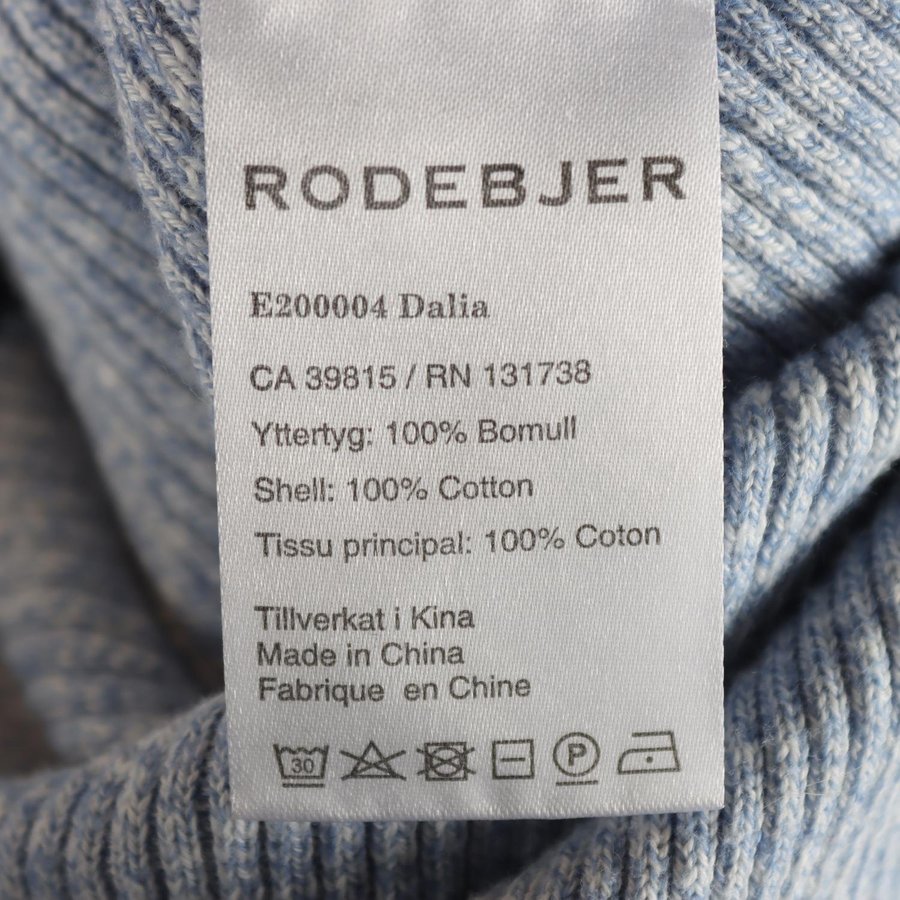 RODEBJER
E200004 Dalia
CA 39815 / RN 131738
Yttertyg: 100% Bomull
Shell: 100% Cotton
Tissu principal: 100% Coton
Tillverkat i Kina
Made in China
Fabrique en Chine
30 P